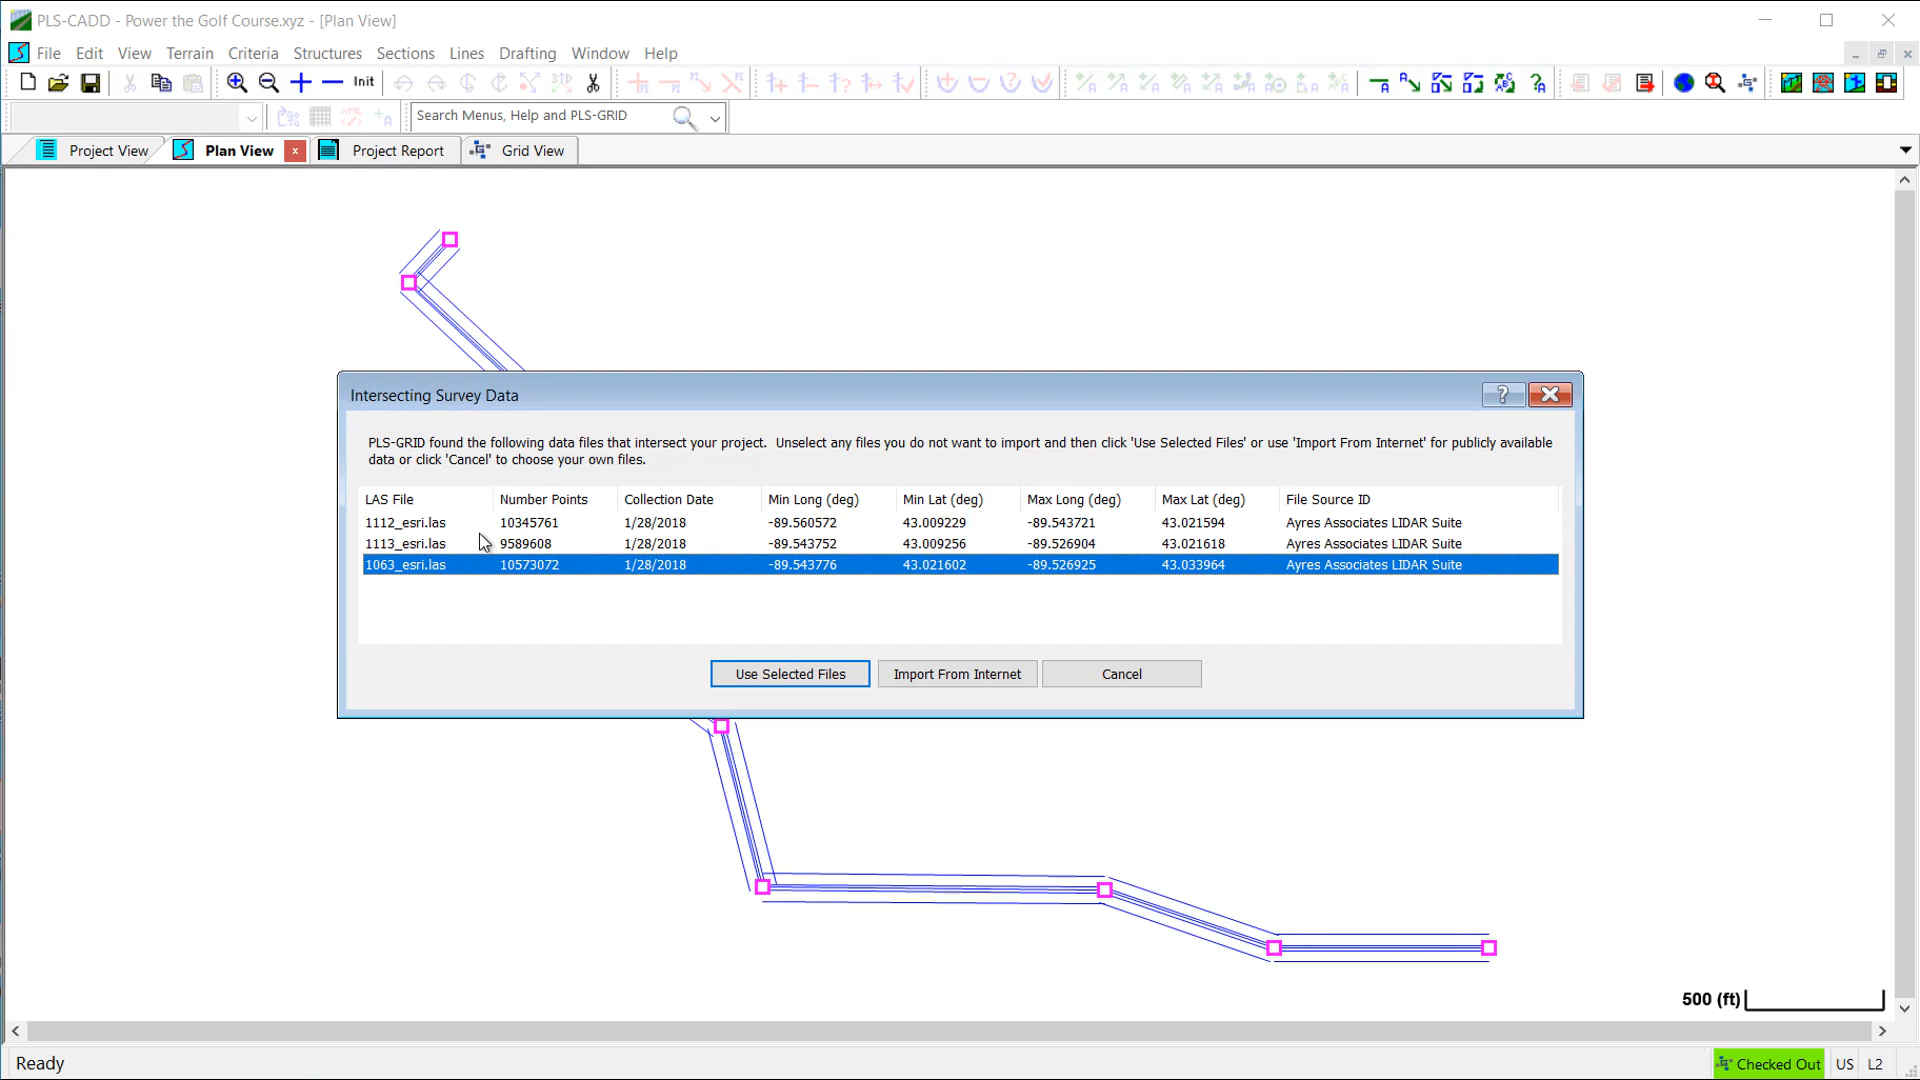 PLS-CADD - Power the Golf Course.xyz - [Plan View]
File Edit View Terrain Criteria Structures Sections Lines Drafting Window Help
Init
Search Menus, Help and PLS-GRID
Project View Plan View Project Report Grid View
Intersecting Survey Data
PLS-GRID found the following data files that intersect your project. Unselect any files you do not want to import and then click 'Use Selected Files' or use 'Import From Internet' for publicly available
data or click 'Cancel' to choose your own files.
LAS File Number Points Collection Date Min Long (deg) Min Lat (deg) Max Long (deg) Max Lat (deg) File Source ID
1112_esri.las 10345761 1/28/2018 -89.560572 43.009229 -89.543721 43.021594 Ayres Associates LIDAR Suite
1113_esri.las 9589608 1/28/2018 -89.543752 43.009256 -89.526904 43.021618 Ayres Associates LIDAR Suite
1063_esri.las 10573072 1/28/2018 -89.543776 43.021602 -89.526925 43.033964 Ayres Associates LIDAR Suite
Use Selected Files Import From Internet Cancel
500 (ft)
Ready Checked Out US L2